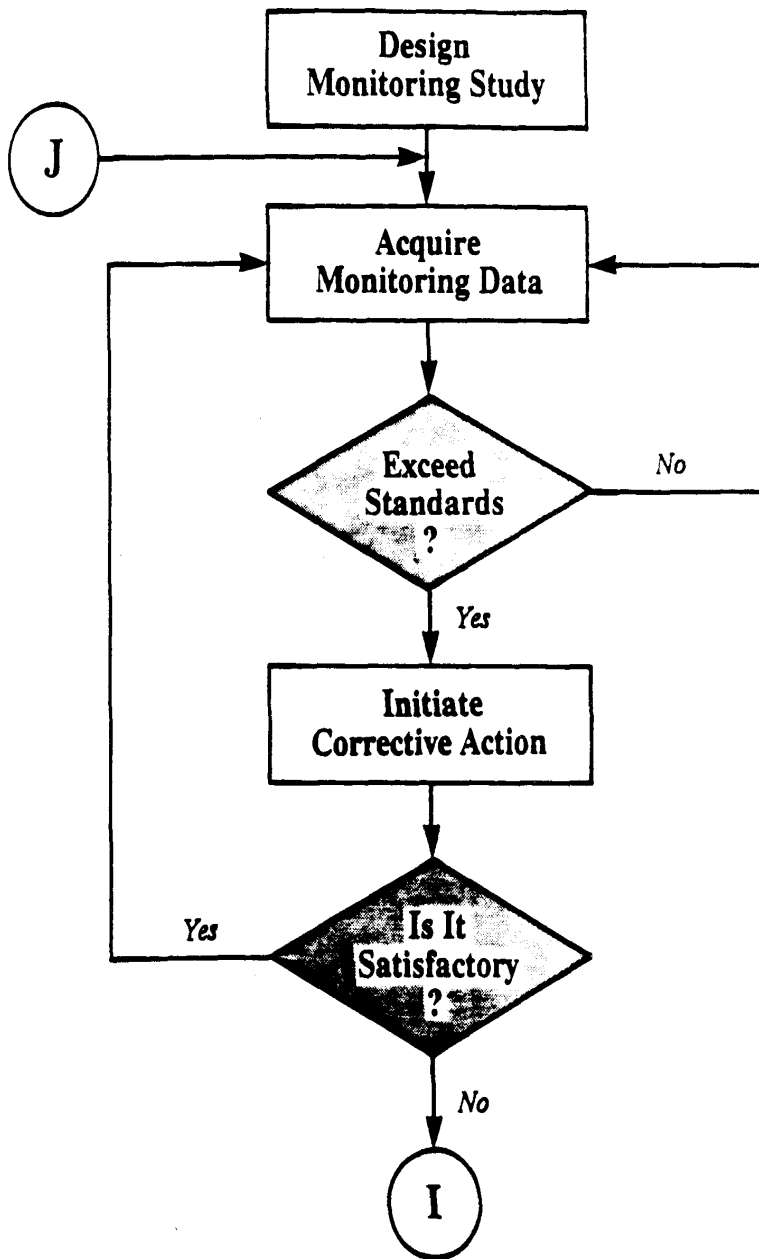 Design
Monitoring Study
J
Acquire
Monitoring Data
Exceed
Standards
?
No
Yes
Initiate
Corrective Action
Is It
Satisfactory
?
Yes
No
I